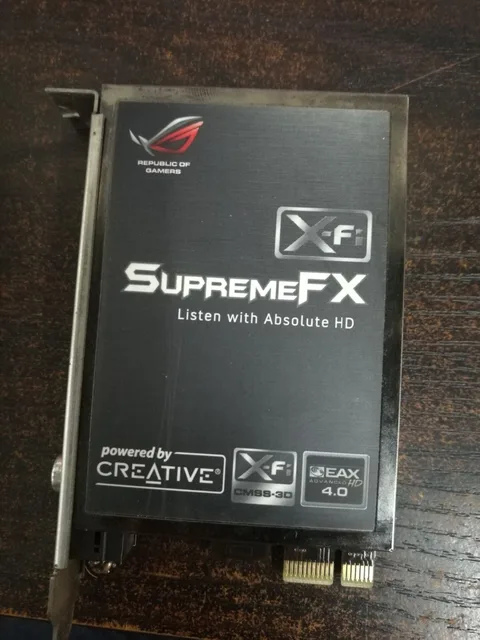 REPUBLIC OF
GAMERS
X-Fi
SUPREMEFX
Listen with Absolute HD
powered by
CREATIVE®
X-Fi
CMSS-3D
EAX
ADVANCED HD
4.0